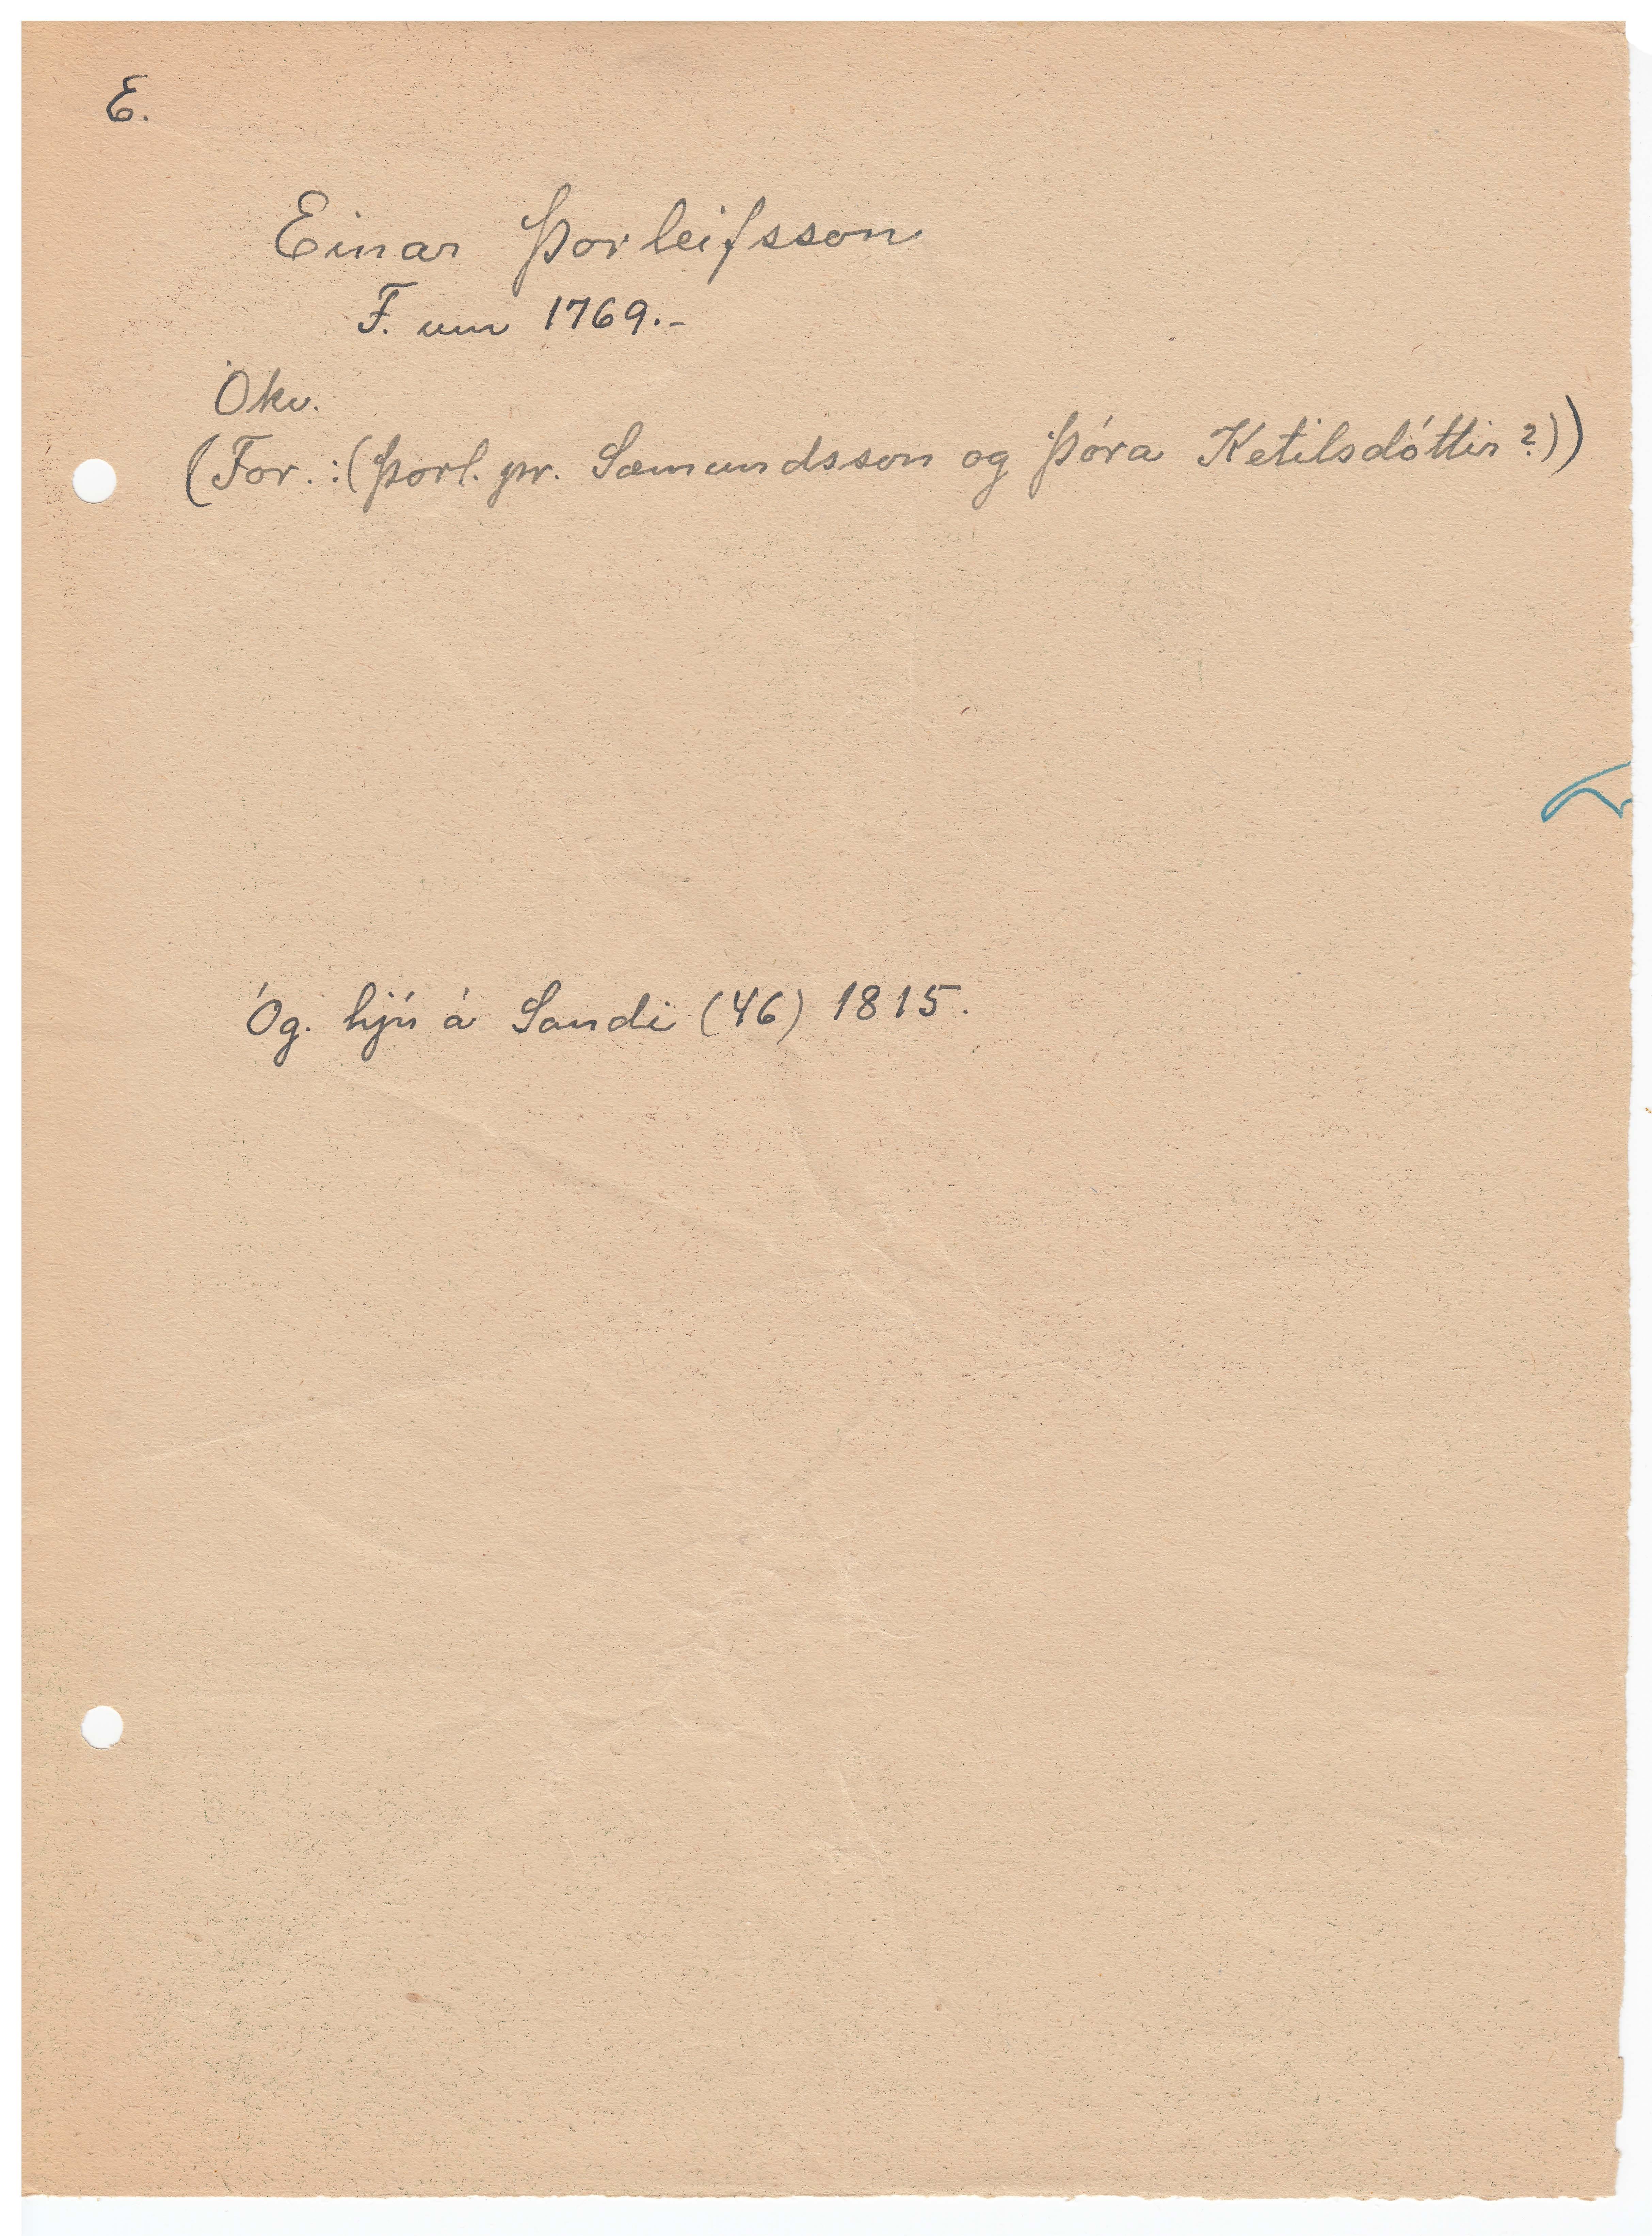 E.
Einar Þorleifsson
F. um 1769.-
Ókv.
(For.: (Þorl. pr. Sæmundsson og Þóra Ketilsdóttir?))
Óg. hjú á Sandi (46) 1815.